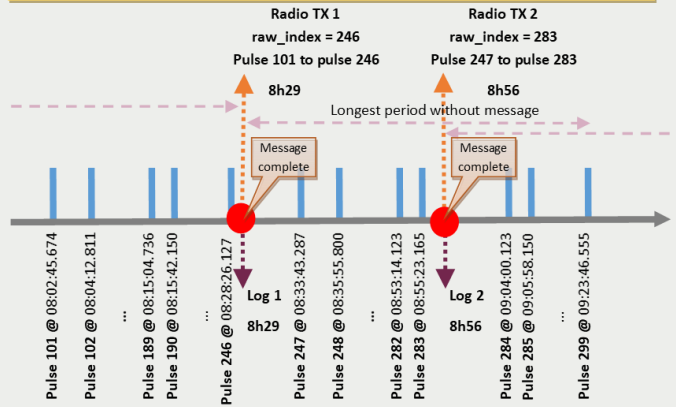 Radio TX 1
raw_index = 246
Pulse 101 to pulse 246
8h29
Radio TX 2
raw_index = 283
Pulse 247 to pulse 283
8h56
Longest period without message
Message
complete
Message
complete
Log 1
8h29
Log 2
8h56
Pulse 101 @ 08:02:45.674
Pulse 102 @ 08:04:12.811
...
Pulse 189 @ 08:15:04.736
Pulse 190 @ 08:15:42.150
...
Pulse 246 @ 08:28:26.127
Pulse 247 @ 08:33:43.287
Pulse 248 @ 08:35:55.800
...
Pulse 282 @ 08:53:14.123
Pulse 283 @ 08:55:23.165
Pulse 284 @ 09:04:00.123
Pulse 285 @ 09:05:58.150
...
Pulse 299 @ 09:23:46.555